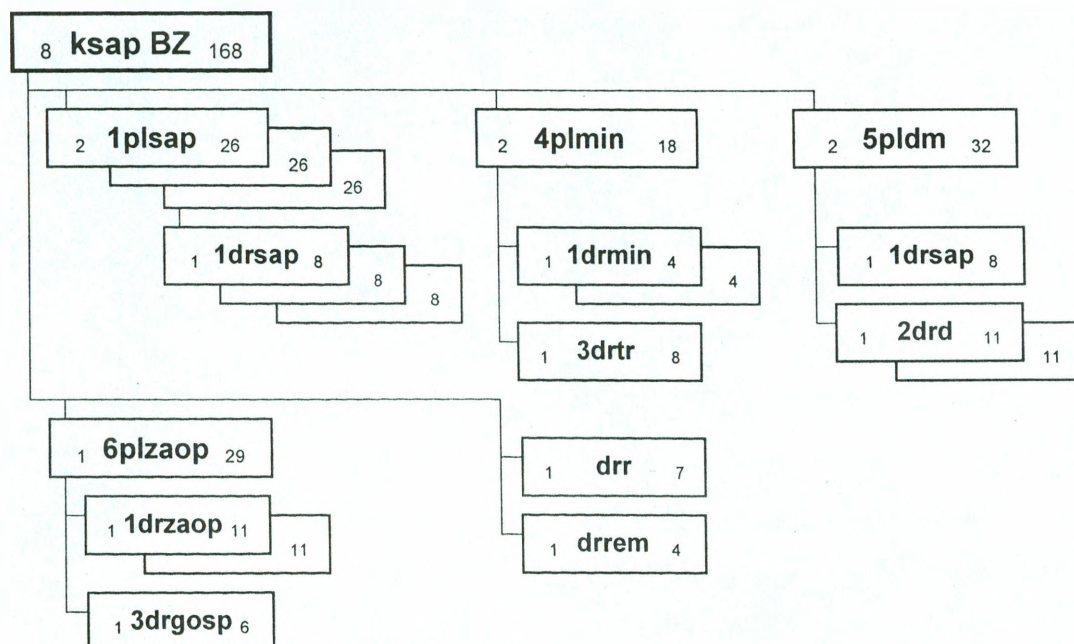 8 ksap BZ 168
2 1plsap 26
26
26
1 1drsap 8
8
8
2 4plmin 18
1 1drmin 4
4
1 3drtr 8
2 5pldm 32
1 1drsap 8
1 2drd 11
11
1 6plzaop 29
1 1drzaop 11
11
1 3drgosp 6
1 drr 7
1 drrem 4